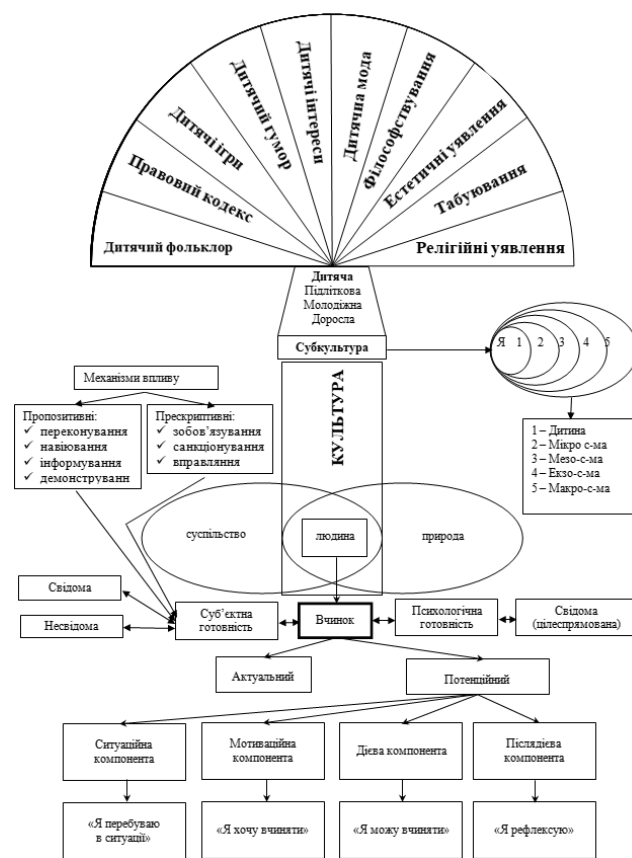 Дитячий фольклор
Правовий кодекс
Дитячі ігри
Дитячий гумор
Дитячі інтереси
Дитяча мода
Філософствування
Естетичні уявлення
Табуювання
Релігійні уявлення
Дитяча
Підліткова
Молодіжна
Доросла
Субкультура
КУЛЬТУРА
Я 1 2 3 4 5
1 – Дитина
2 – Мікро с-ма
3 – Мезо-с-ма
4 – Екзо-с-ма
5 – Макро-с-ма
Механізми впливу
Пропозитивні:
✓ переконування
✓ навіювання
✓ інформування
✓ демонструванн
Прескриптивні:
✓ зобов’язування
✓ санкціонування
✓ вправляння
суспільство
людина
природа
Свідома
Несвідома
Суб’єктна
готовність
Вчинок
Психологічна
готовність
Свідома
(цілеспрямована)
Актуальний
Потенційний
Ситуаційна
компонента
Мотиваційна
компонента
Дієва компонента
Післядієва
компонента
«Я перебуваю
в ситуації»
«Я хочу вчиняти»
«Я можу вчиняти»
«Я рефлексую»